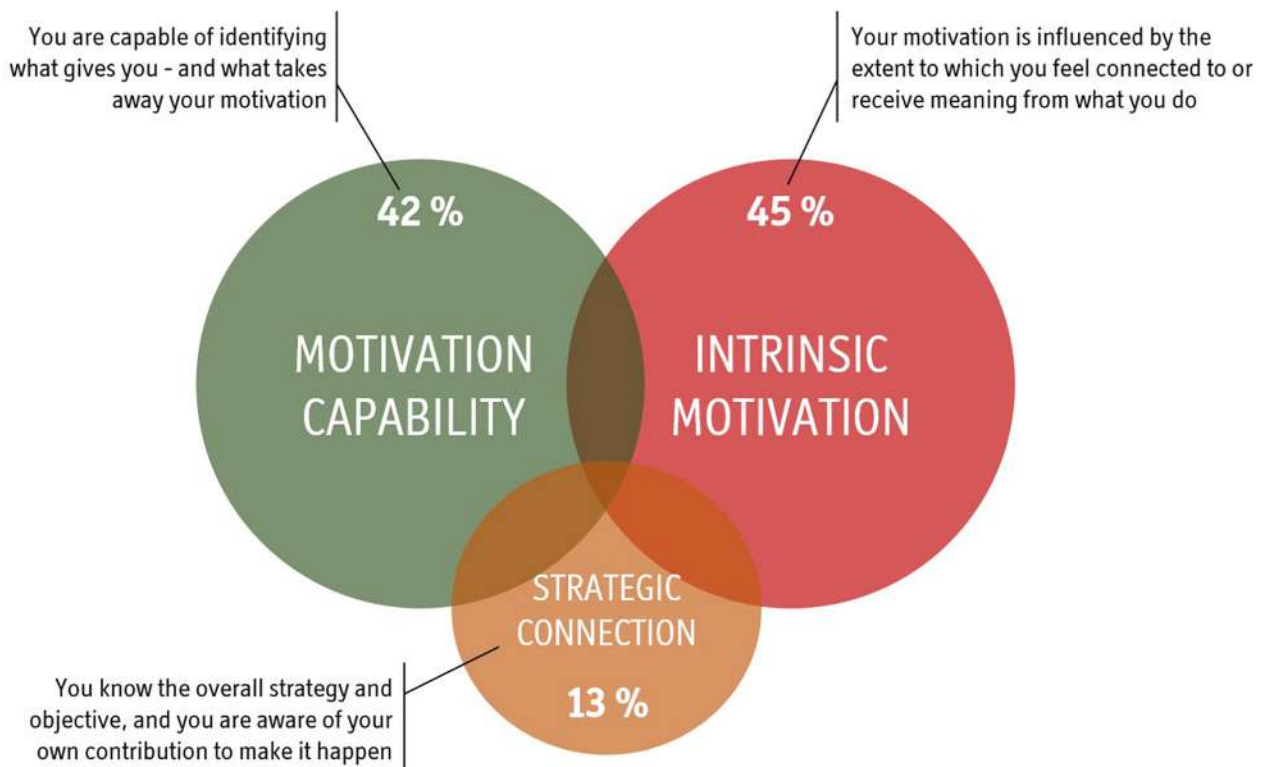 You are capable of identifying
what gives you - and what takes
away your motivation
Your motivation is influenced by the
extent to which you feel connected to or
receive meaning from what you do
42 %
45 %
MOTIVATION
CAPABILITY
INTRINSIC
MOTIVATION
STRATEGIC
CONNECTION
13 %
You know the overall strategy and
objective, and you are aware of your
own contribution to make it happen